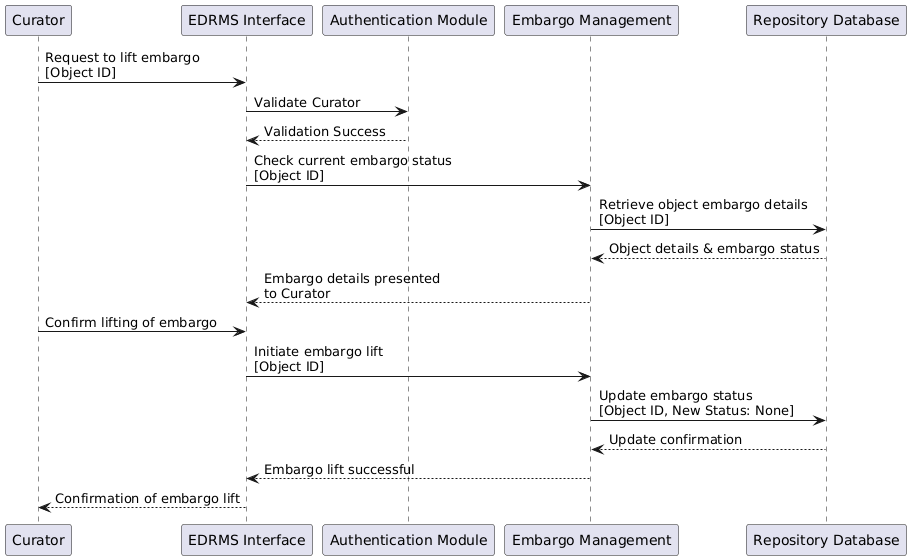 Curator
EDRMS Interface
Authentication Module
Embargo Management
Repository Database
Request to lift embargo
[Object ID]
Validate Curator
Validation Success
Check current embargo status
[Object ID]
Retrieve object embargo details
[Object ID]
Object details & embargo status
Embargo details presented
to Curator
Confirm lifting of embargo
Initiate embargo lift
[Object ID]
Update embargo status
[Object ID, New Status: None]
Update confirmation
Embargo lift successful
Confirmation of embargo lift
Curator
EDRMS Interface
Authentication Module
Embargo Management
Repository Database